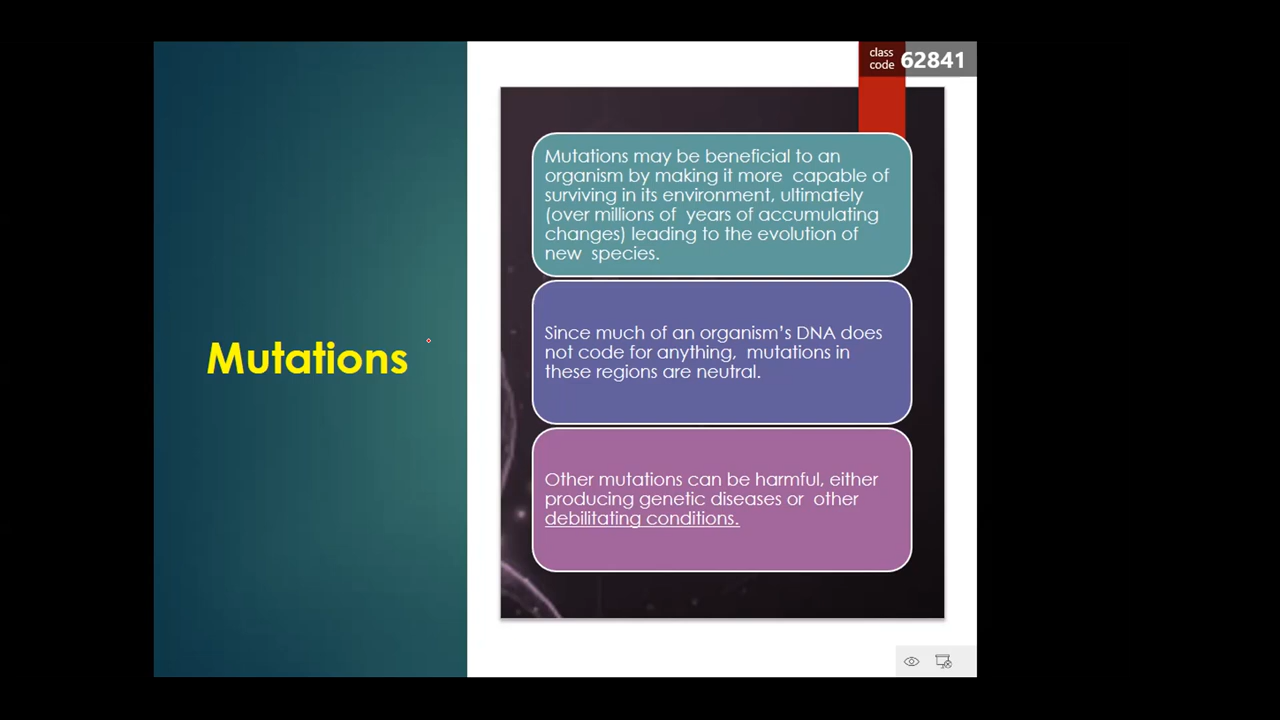 class
code 62841
Mutations
Mutations may be beneficial to an
organism by making it more capable of
surviving in its environment, ultimately
(over millions of years of accumulating
changes) leading to the evolution of
new species.
Since much of an organism’s DNA does
not code for anything, mutations in
these regions are neutral.
Other mutations can be harmful, either
producing genetic diseases or other
debilitating conditions.